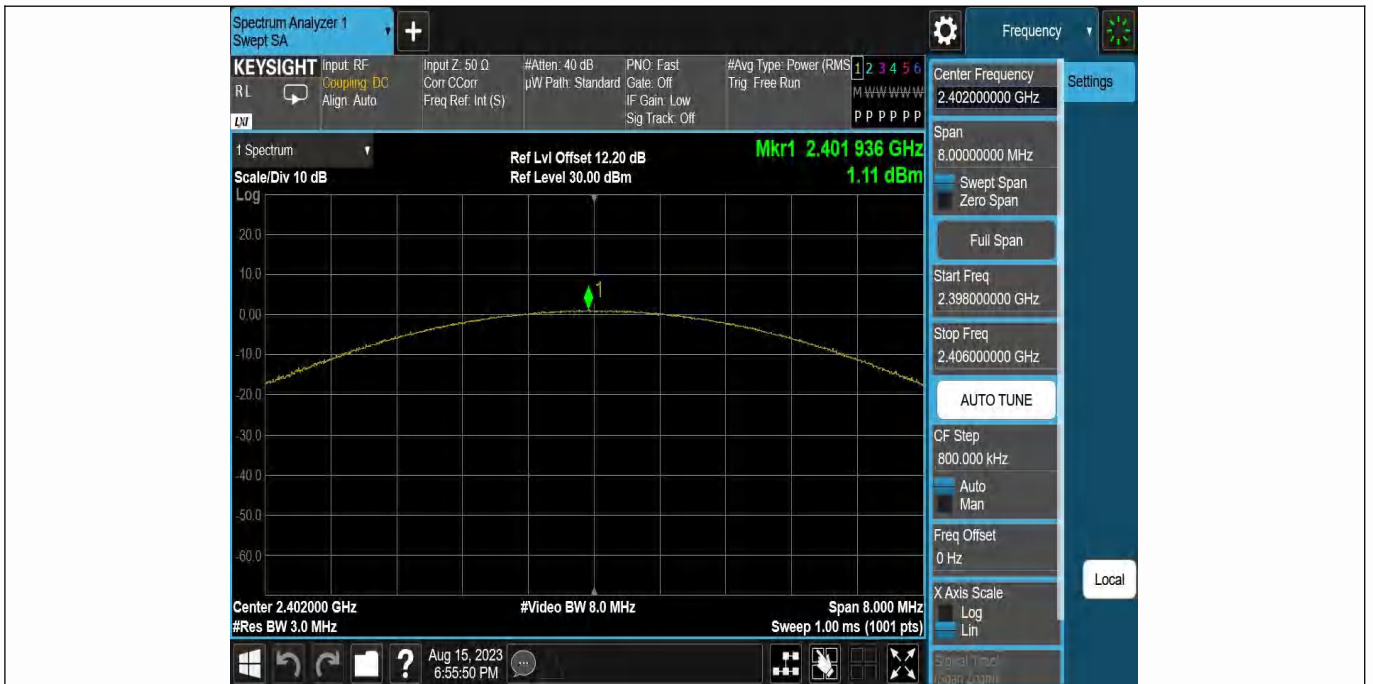 Spectrum Analyzer 1
Swept SA
+
Frequency
KEYSIGHT
RL
LXI
Input: RF
Coupling: DC
Align: Auto
Input Z: 50 Ω
Corr CCorr
Freq Ref: Int (S)
#Atten: 40 dB
µW Path: Standard
PNO: Fast
Gate: Off
IF Gain: Low
Sig Track: Off
#Avg Type: Power (RMS
Trig: Free Run
1 2 3 4 5 6
M W W W W W
P P P P P P
1 Spectrum
Scale/Div 10 dB
Ref Lvl Offset 12.20 dB
Ref Level 30.00 dBm
Mkr1 2.401 936 GHz
1.11 dBm
Log
20.0
10.0
0.00
-10.0
-20.0
-30.0
-40.0
-50.0
-60.0
1
Center 2.402000 GHz
#Res BW 3.0 MHz
#Video BW 8.0 MHz
Span 8.000 MHz
Sweep 1.00 ms (1001 pts)
Center Frequency
2.402000000 GHz
Settings
Span
8.00000000 MHz
Swept Span
Zero Span
Full Span
Start Freq
2.398000000 GHz
Stop Freq
2.406000000 GHz
AUTO TUNE
CF Step
800.000 kHz
Auto
Man
Freq Offset
0 Hz
X Axis Scale
Log
Lin
Signal Track
(Span Zoom)
Local
?
Aug 15, 2023
6:55:50 PM